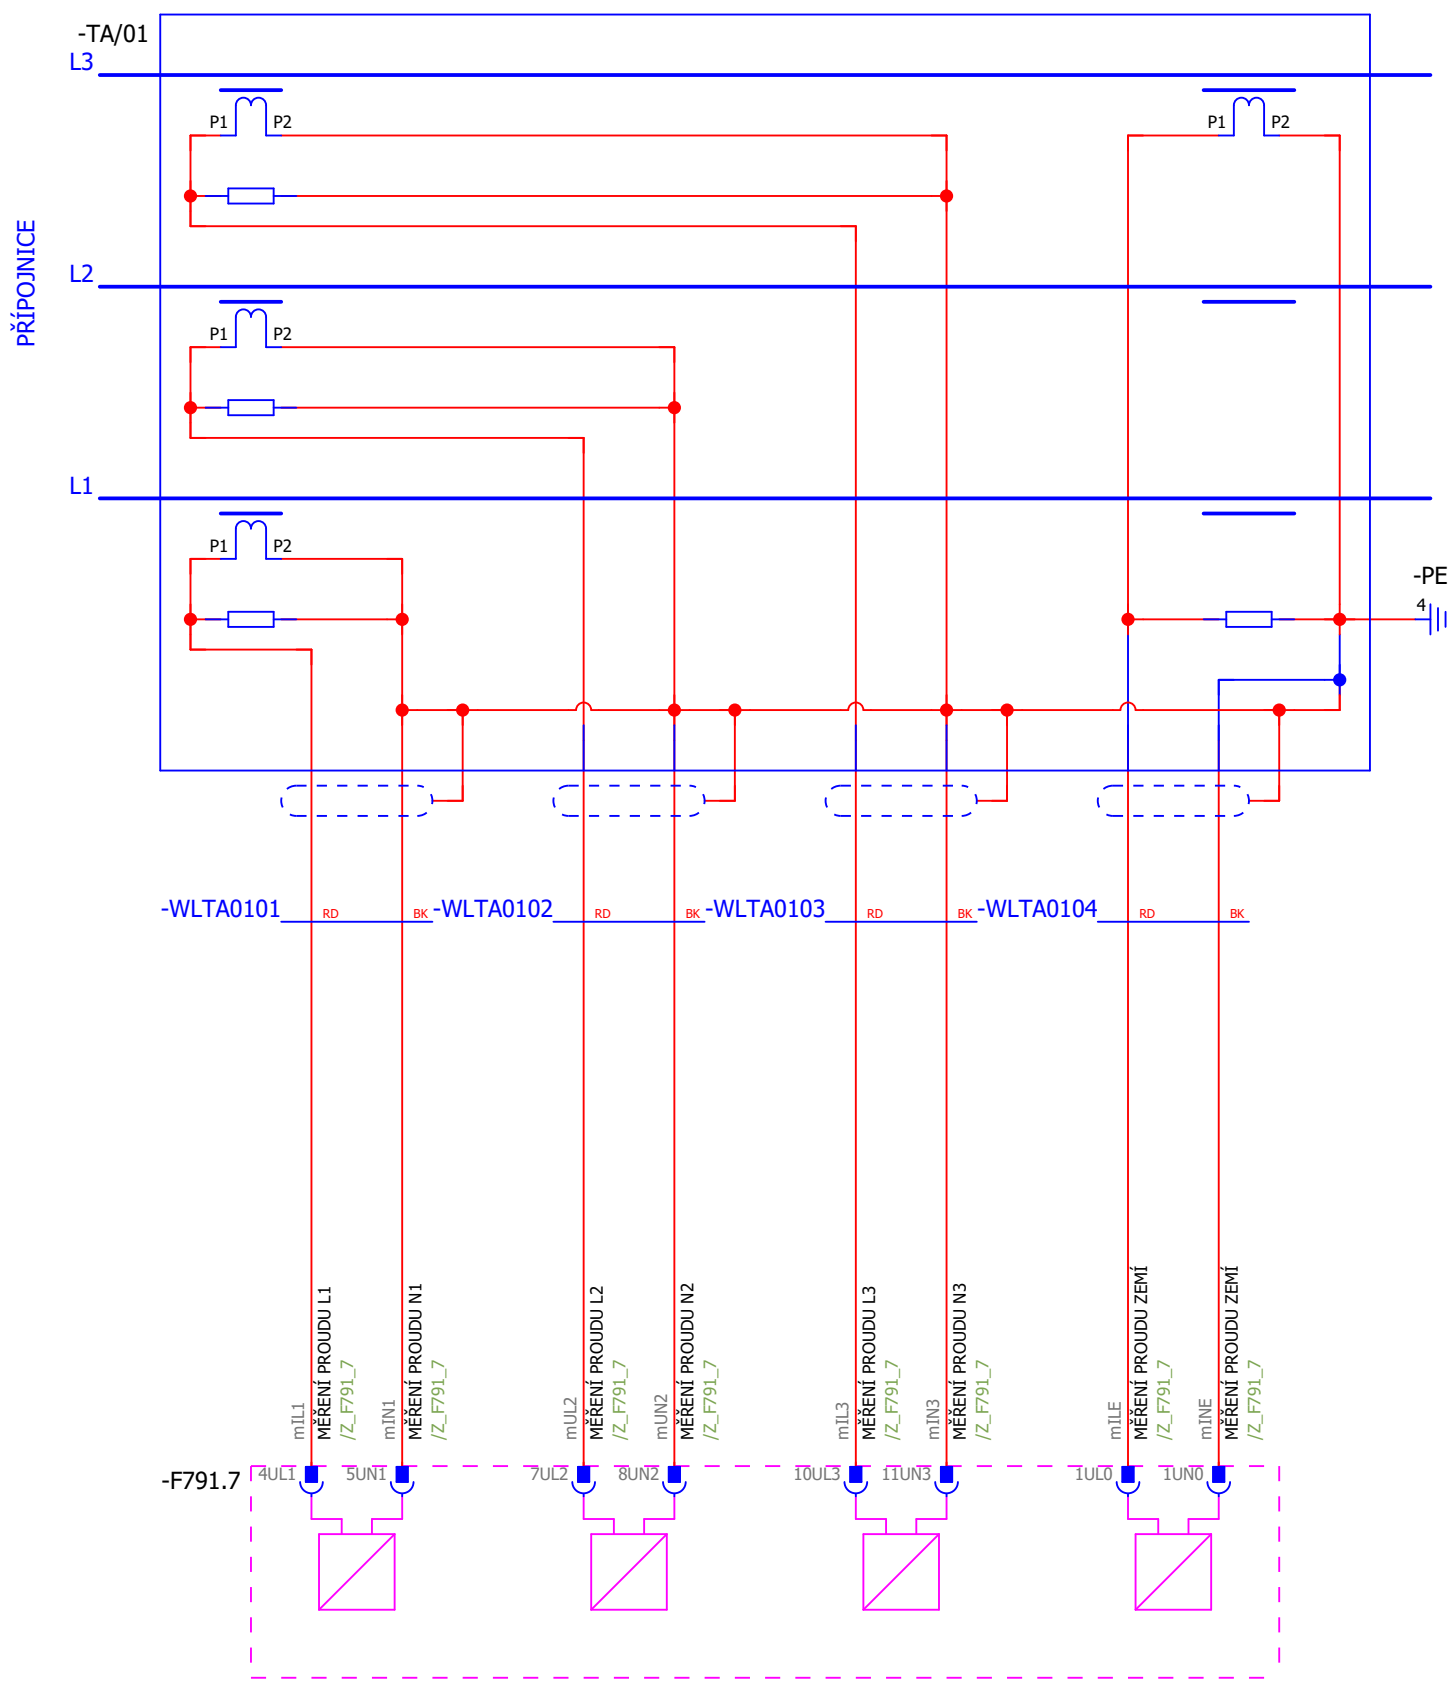 -TA/01
L3
P1 P2 P1 P2
PŘÍPOJNICE
L2
P1 P2
L1
P1 P2
-PE
4
-WLTA0101 RD BK -WLTA0102 RD BK -WLTA0103 RD BK -WLTA0104 RD BK
mIL1
MĚŘENÍ PROUDU L1
/Z_F791_7
mIN1
MĚŘENÍ PROUDU N1
/Z_F791_7
mUL2
MĚŘENÍ PROUDU L2
/Z_F791_7
mUN2
MĚŘENÍ PROUDU N2
/Z_F791_7
mIL3
MĚŘENÍ PROUDU L3
/Z_F791_7
mIN3
MĚŘENÍ PROUDU N3
/Z_F791_7
mILE
MĚŘENÍ PROUDU ZEMÍ
/Z_F791_7
mINE
MĚŘENÍ PROUDU ZEMÍ
/Z_F791_7
-F791.7 4UL1 5UN1 7UL2 8UN2 10UL3 11UN3 1UL0 1UN0